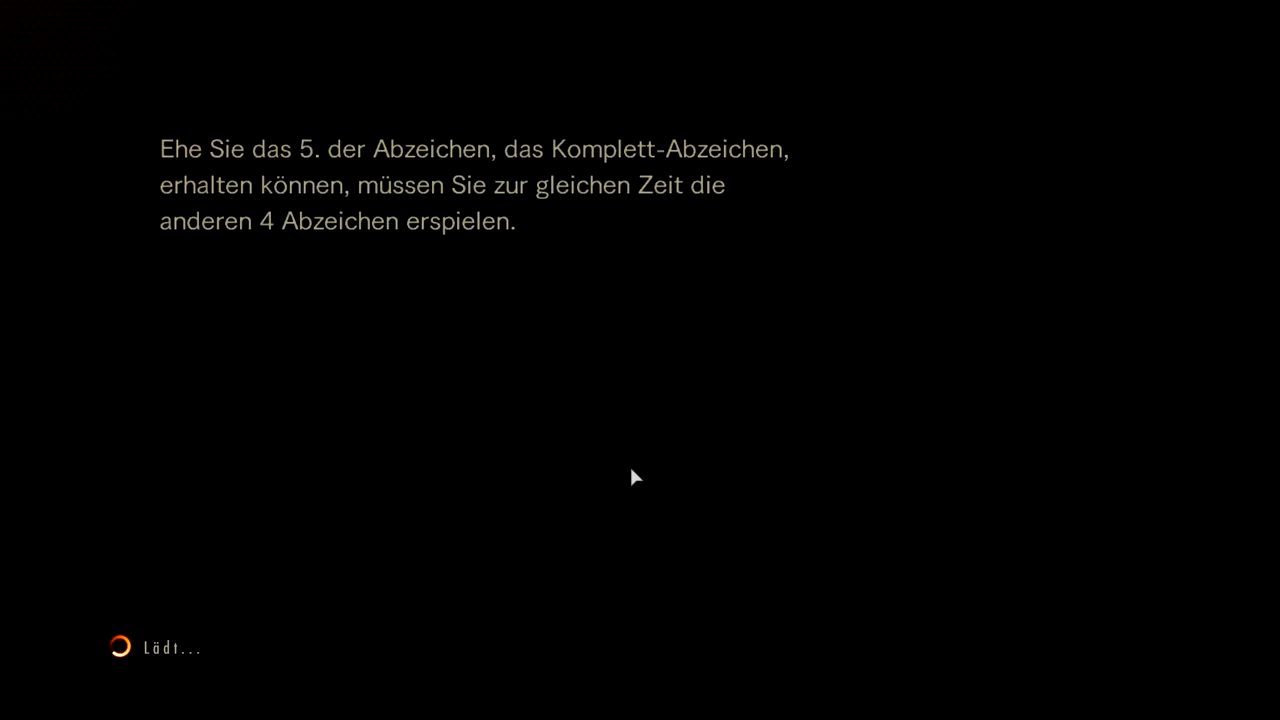 Ehe Sie das 5. der Abzeichen, das Komplett-Abzeichen,
erhalten können, müssen Sie zur gleichen Zeit die
anderen 4 Abzeichen erspielen.
Lädt...